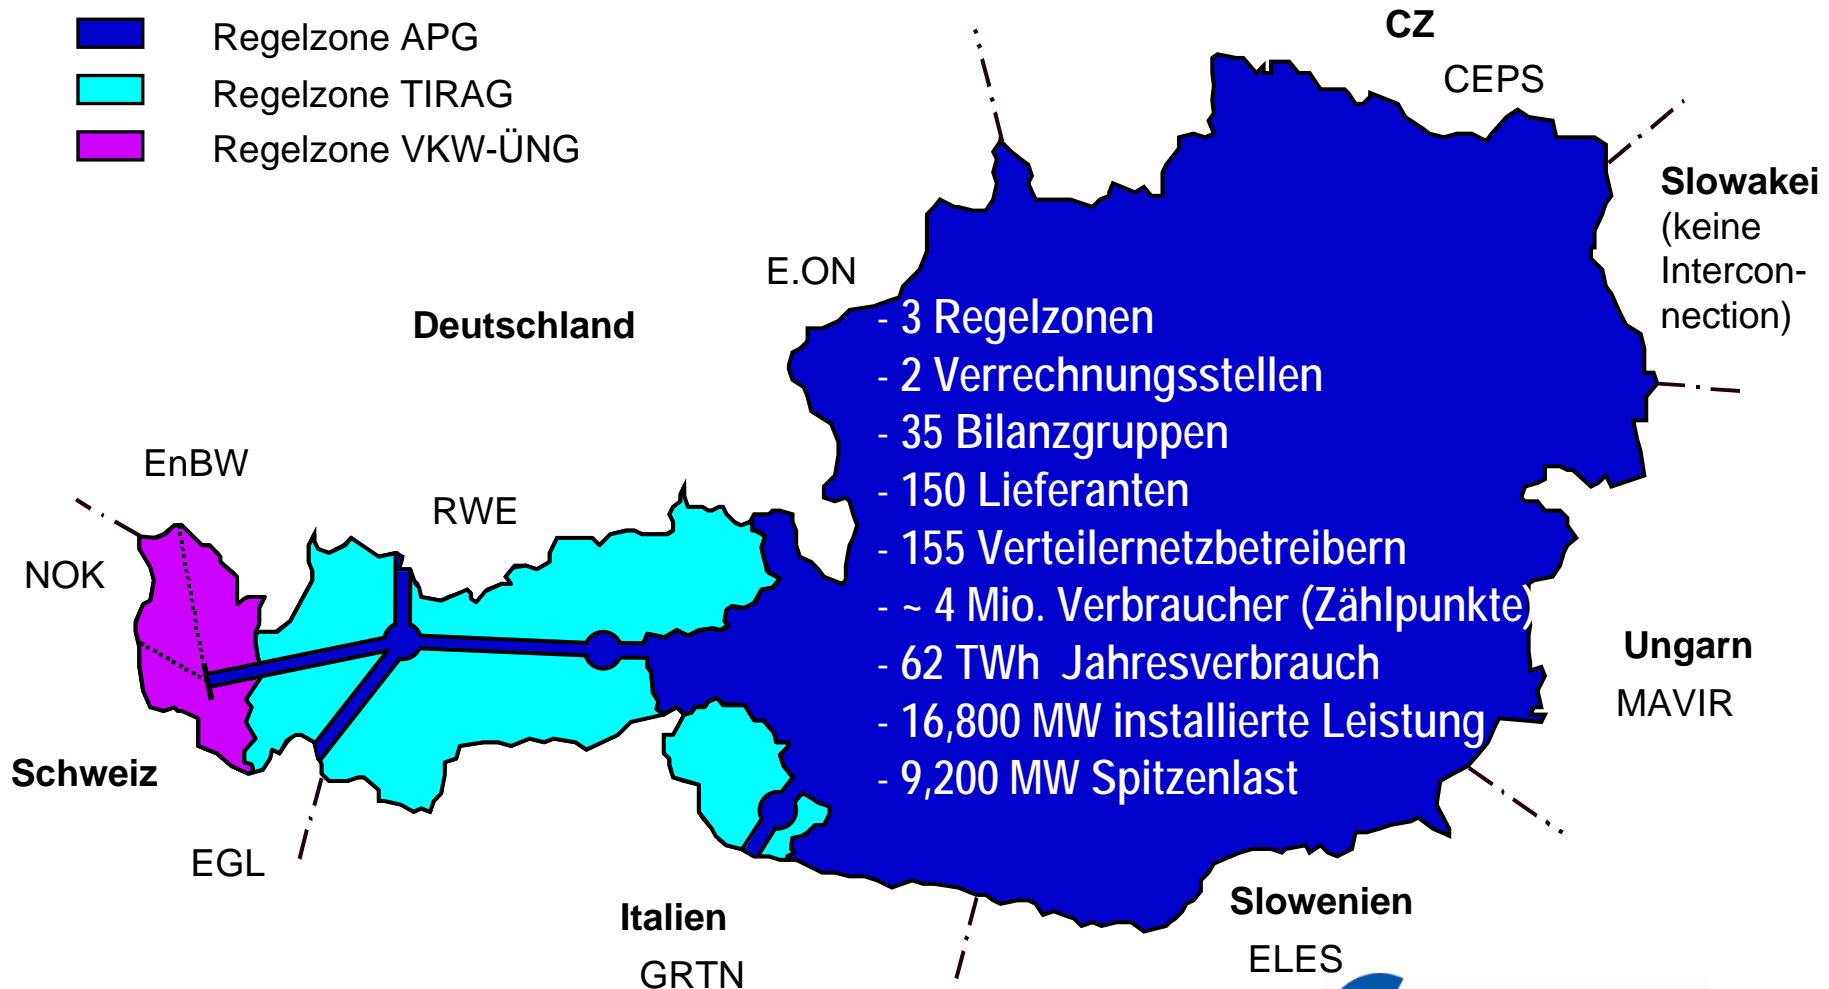 Regelzone APG
Regelzone TIRAG
Regelzone VKW-ÜNG
CZ
CEPS
Slowakei
(keine
Intercon-
nection)
E.ON
Deutschland
- 3 Regelzonen
- 2 Verrechnungsstellen
- 35 Bilanzgruppen
- 150 Lieferanten
- 155 Verteilernetzbetreibern
- ~ 4 Mio. Verbraucher (Zählpunkte)
- 62 TWh Jahresverbrauch
- 16,800 MW installierte Leistung
- 9,200 MW Spitzenlast
EnBW
RWE
NOK
Ungarn
MAVIR
Schweiz
EGL
Italien
GRTN
Slowenien
ELES